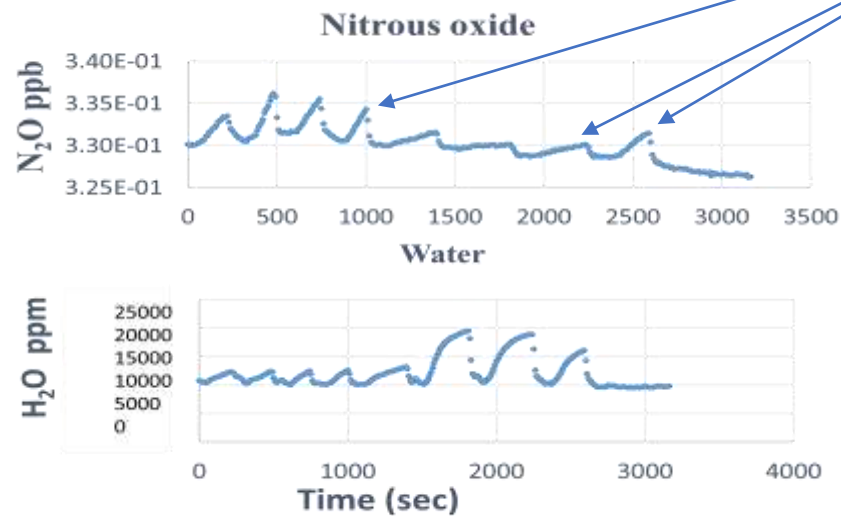 Nitrous oxide
N₂O ppb
3.40E-01
3.35E-01
3.30E-01
3.25E-01
0 500 1000 1500 2000 2500 3000 3500
Water
H₂O ppm
25000
20000
15000
10000
5000
0
0 1000 2000 3000 4000
Time (sec)